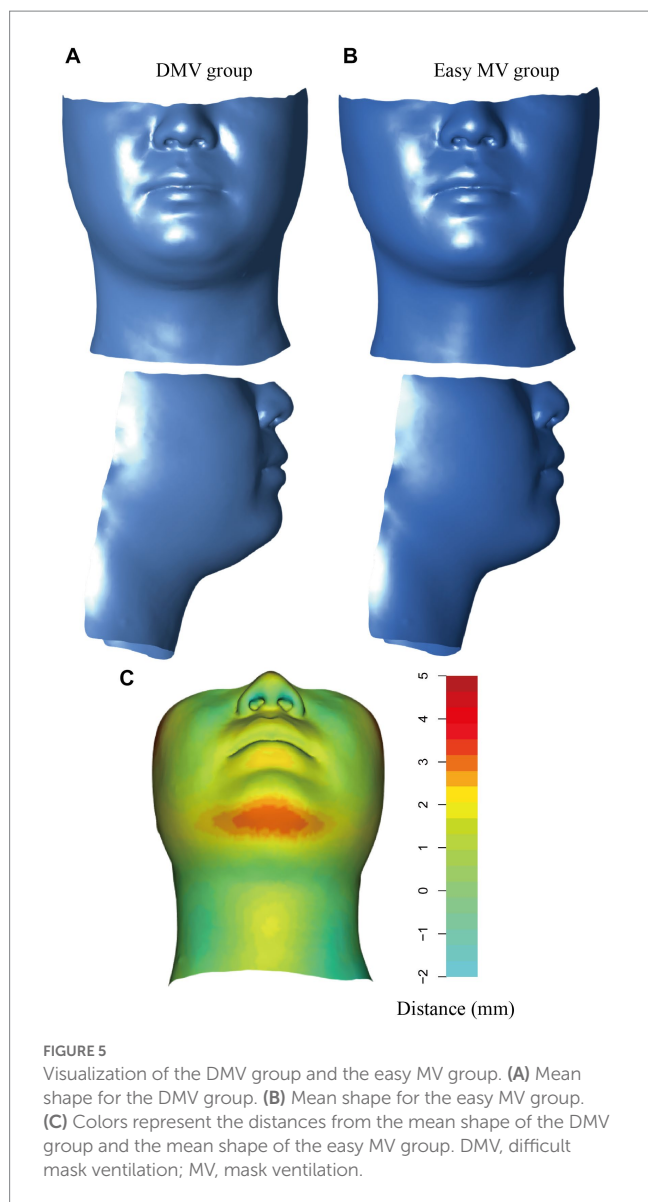 A
DMV group
B
Easy MV group
C
5
4
3
2
1
0
−1
−2
Distance (mm)
FIGURE 5
Visualization of the DMV group and the easy MV group. (A) Mean
shape for the DMV group. (B) Mean shape for the easy MV group.
(C) Colors represent the distances from the mean shape of the DMV
group and the mean shape of the easy MV group. DMV, difficult
mask ventilation; MV, mask ventilation.